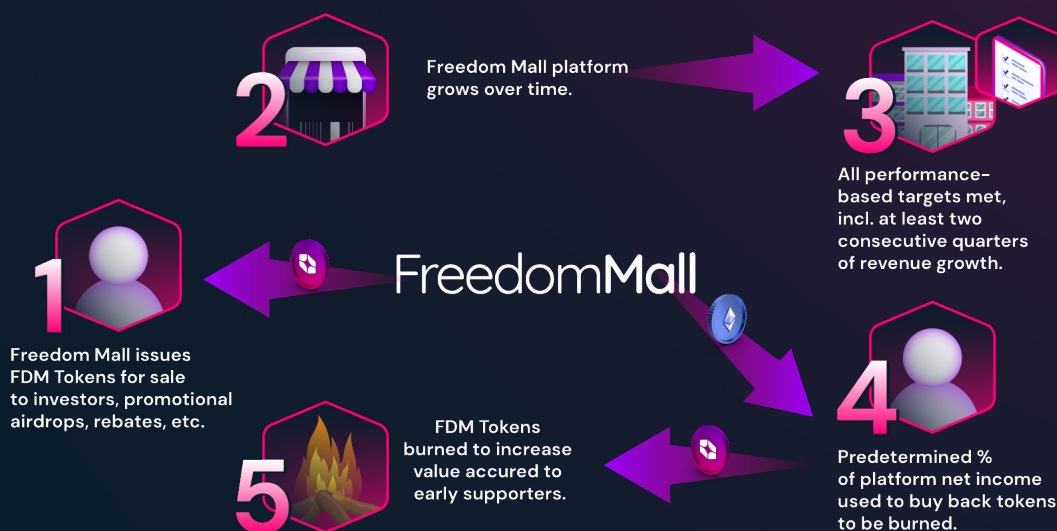 2
Freedom Mall platform
grows over time.
3
All performance-
based targets met,
incl. at least two
consecutive quarters
of revenue growth.
1
Freedom Mall issues
FDM Tokens for sale
to investors, promotional
airdrops, rebates, etc.
FreedomMall
4
Predetermined %
of platform net income
used to buy back tokens
to be burned.
5
FDM Tokens
burned to increase
value accured to
early supporters.